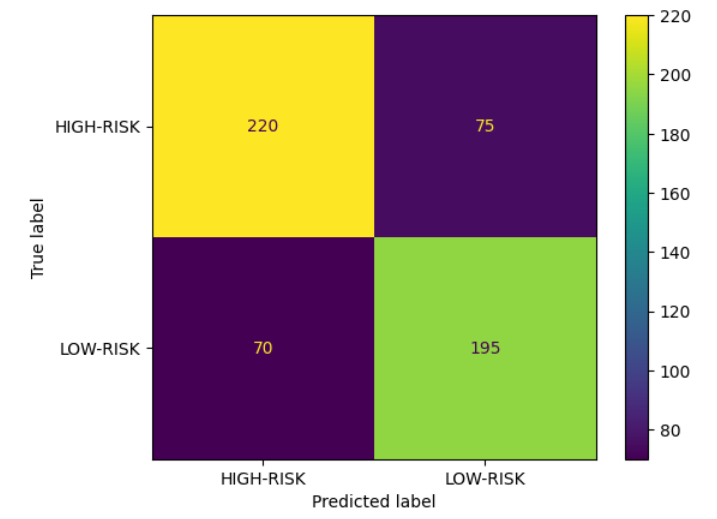 HIGH-RISK 220 75
LOW-RISK 70 195
HIGH-RISK LOW-RISK
Predicted label
True label
220
200
180
160
140
120
100
80